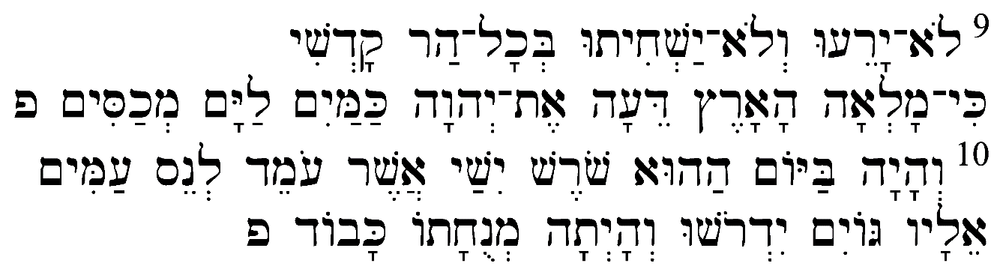 9 לֹא־יָרֵעוּ וְלֹא־יַשְׁחִיתוּ בְּכָל־הַר קָדְשִׁי
כִּי־מָלְאָה הָאָרֶץ דֵּעָה אֶת־יְהוָה כַּמַּיִם לַיָּם מְכַסִּים פ
10 וְהָיָה בַּיּוֹם הַהוּא שֹׁרֶשׁ יִשַׁי אֲשֶׁר עֹמֵד לְנֵס עַמִּים
אֵלָיו גּוֹיִם יִדְרֹשׁוּ וְהָיְתָה מְנֻחָתוֹ כָּבוֹד פ